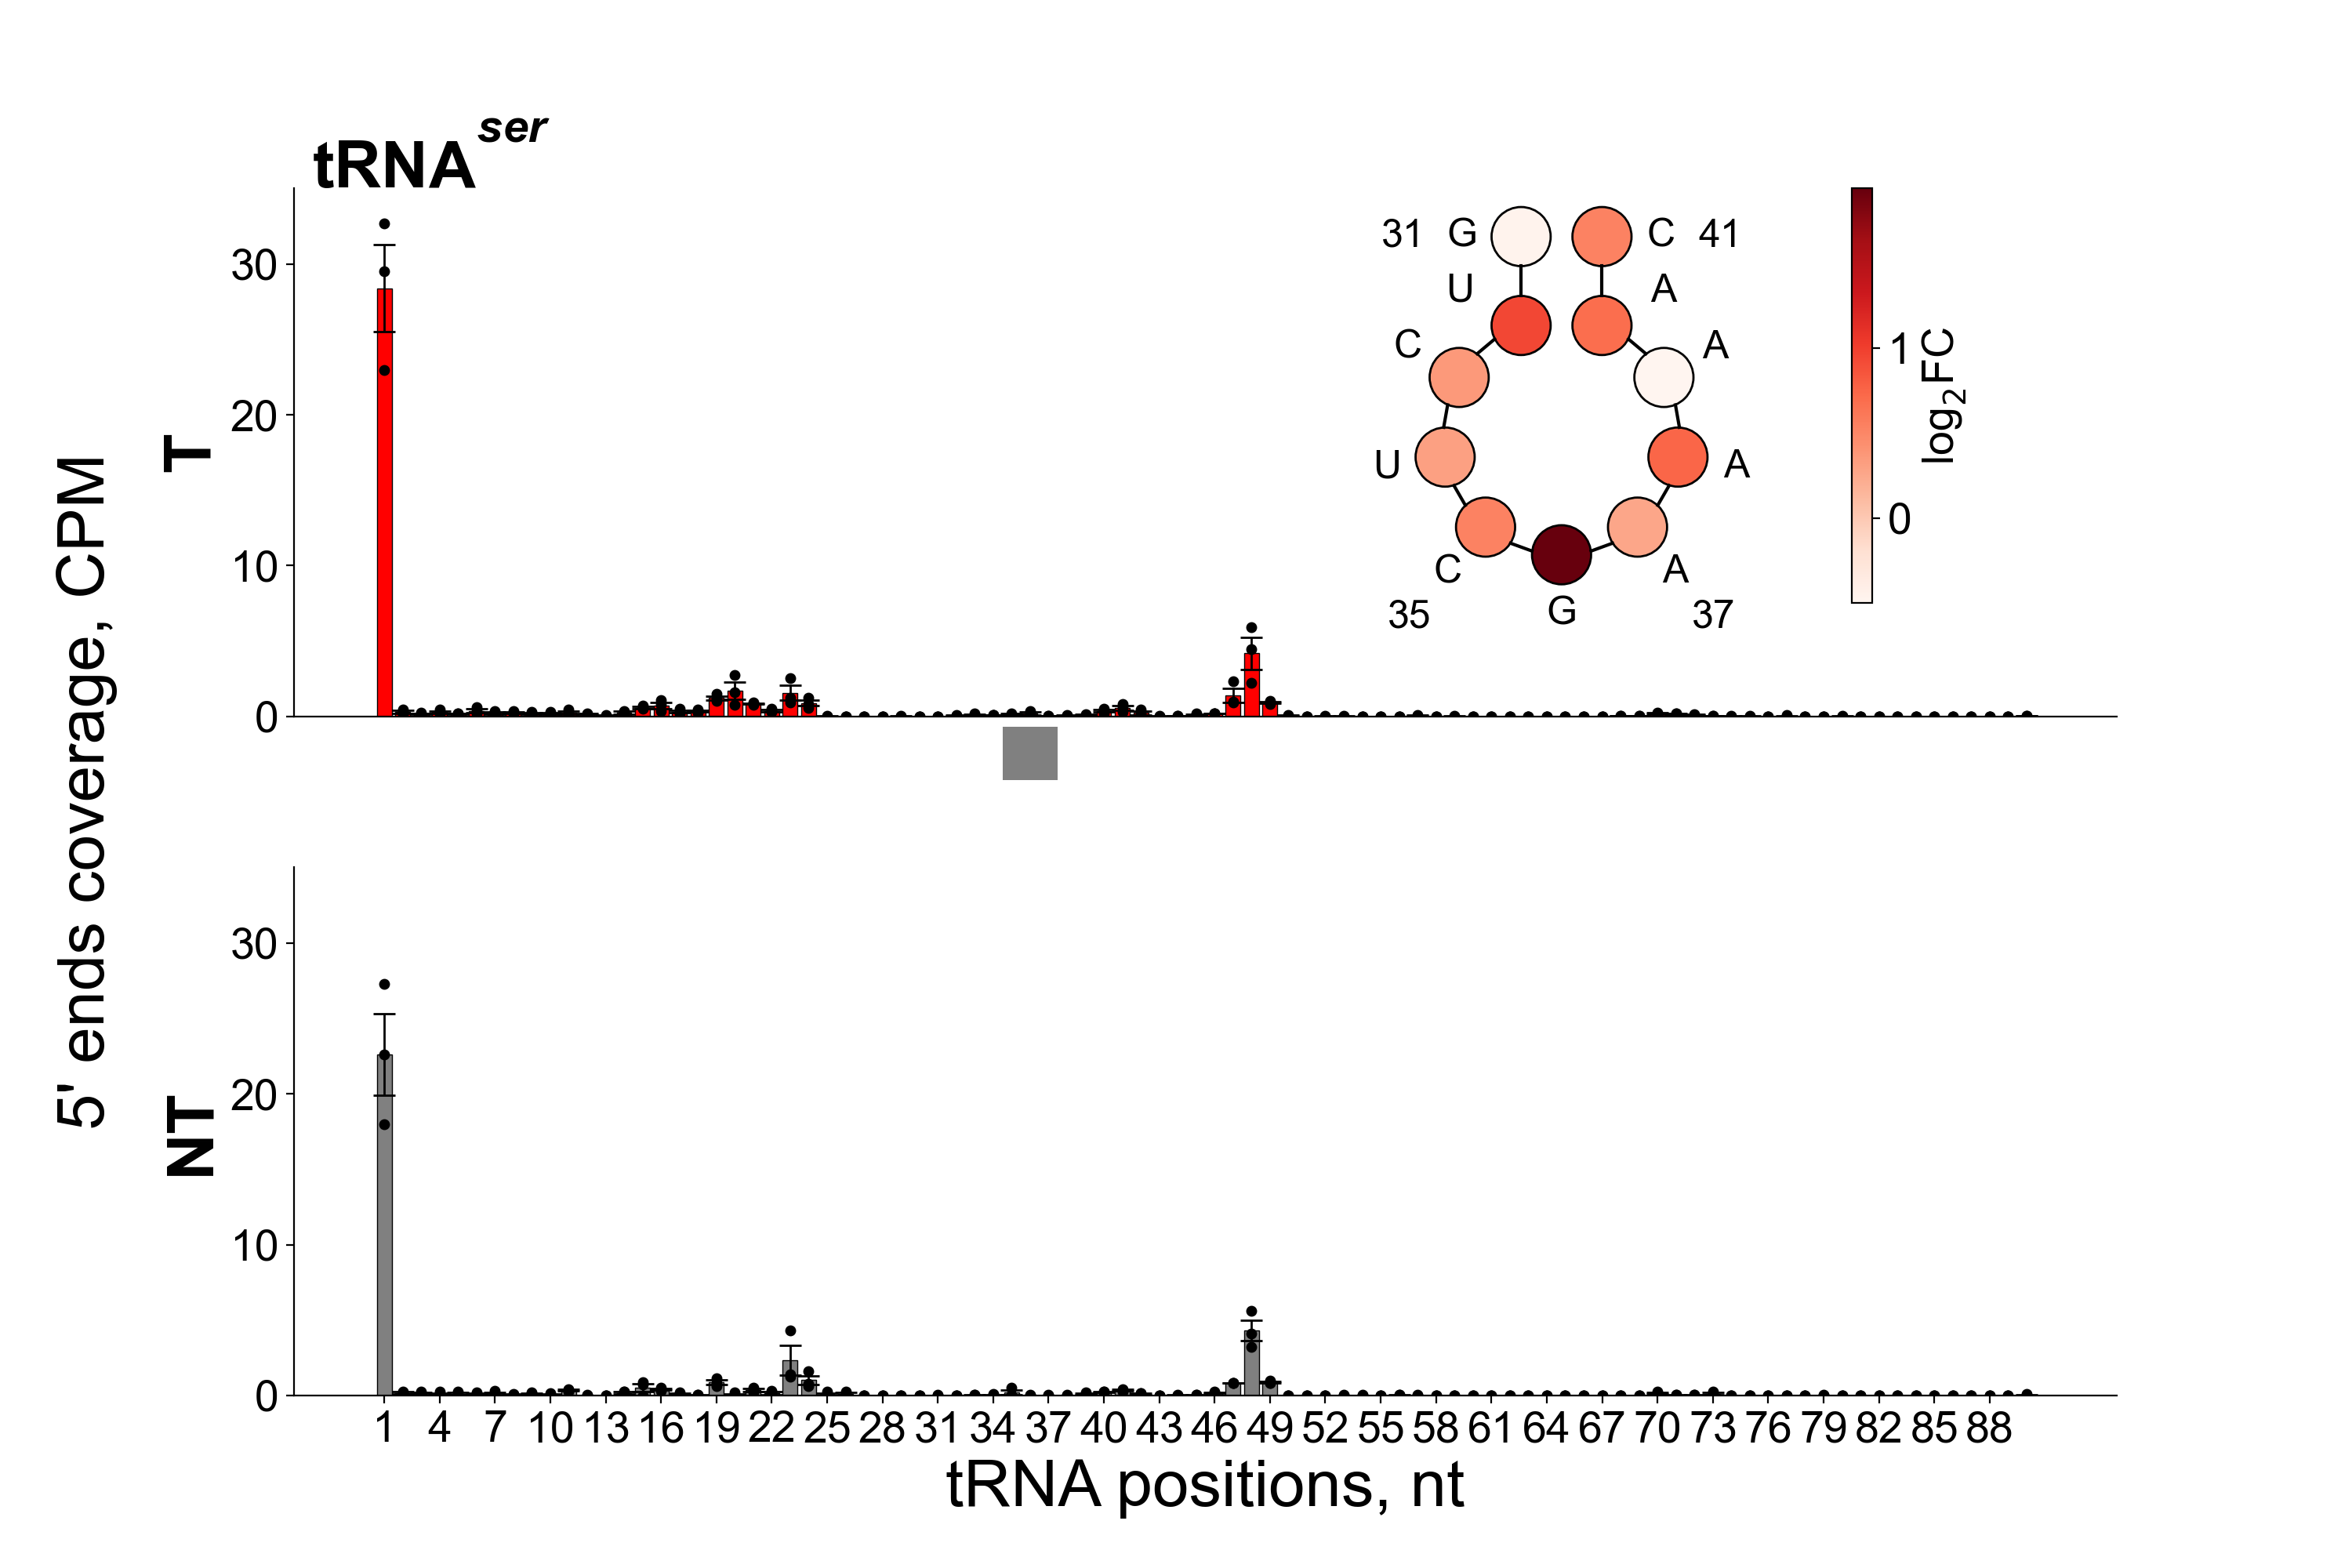 tRNA^ser
5' ends coverage, CPM
T
30
20
10
0
31 G C 41
U A
C A
U A
C A
35 G 37
1
0
log₂FC
NT
30
20
10
0
1 4 7 10 13 16 19 22 25 28 31 34 37 40 43 46 49 52 55 58 61 64 67 70 73 76 79 82 85 88
tRNA positions, nt